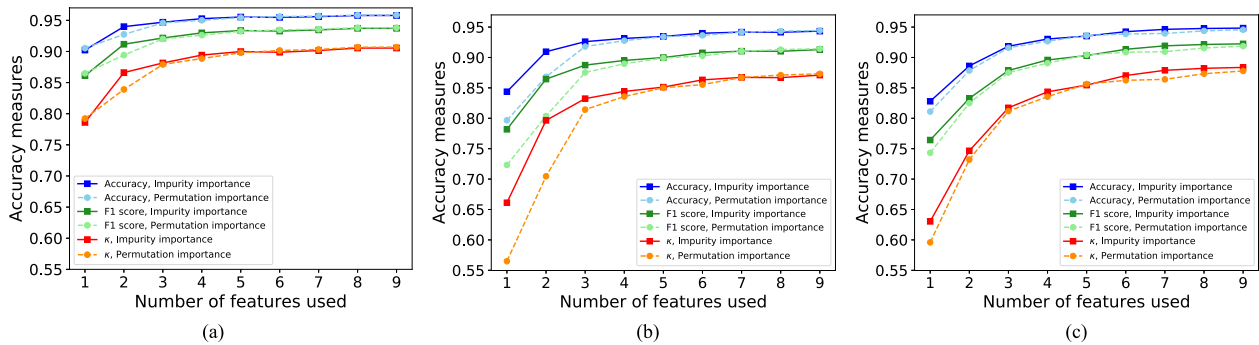 Accuracy measures
0.95
0.90
0.85
0.80
0.75
0.70
0.65
0.60
0.55
Accuracy, Impurity importance
Accuracy, Permutation importance
F1 score, Impurity importance
F1 score, Permutation importance
κ, Impurity importance
κ, Permutation importance
1 2 3 4 5 6 7 8 9
Number of features used
(a)
Accuracy measures
0.95
0.90
0.85
0.80
0.75
0.70
0.65
0.60
0.55
Accuracy, Impurity importance
Accuracy, Permutation importance
F1 score, Impurity importance
F1 score, Permutation importance
κ, Impurity importance
κ, Permutation importance
1 2 3 4 5 6 7 8 9
Number of features used
(b)
Accuracy measures
0.95
0.90
0.85
0.80
0.75
0.70
0.65
0.60
0.55
Accuracy, Impurity importance
Accuracy, Permutation importance
F1 score, Impurity importance
F1 score, Permutation importance
κ, Impurity importance
κ, Permutation importance
1 2 3 4 5 6 7 8 9
Number of features used
(c)